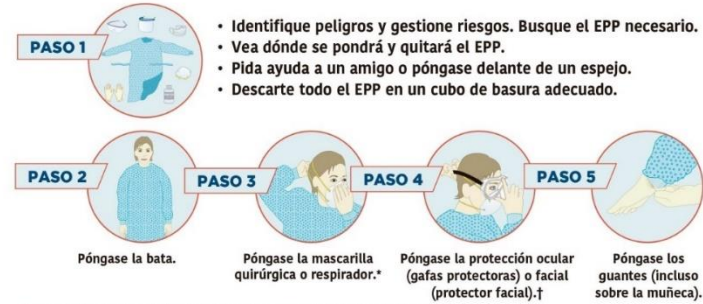 PASO 1
• Identifique peligros y gestione riesgos. Busque el EPP necesario.
• Vea dónde se pondrá y quitará el EPP.
• Pida ayuda a un amigo o póngase delante de un espejo.
• Descarte todo el EPP en un cubo de basura adecuado.
PASO 2
Póngase la bata.
PASO 3
Póngase la mascarilla
quirúrgica o respirador.*
PASO 4
Póngase la protección ocular
(gafas protectoras) o facial
(protector facial).†
PASO 5
Póngase los
guantes (incluso
sobre la muñeca).